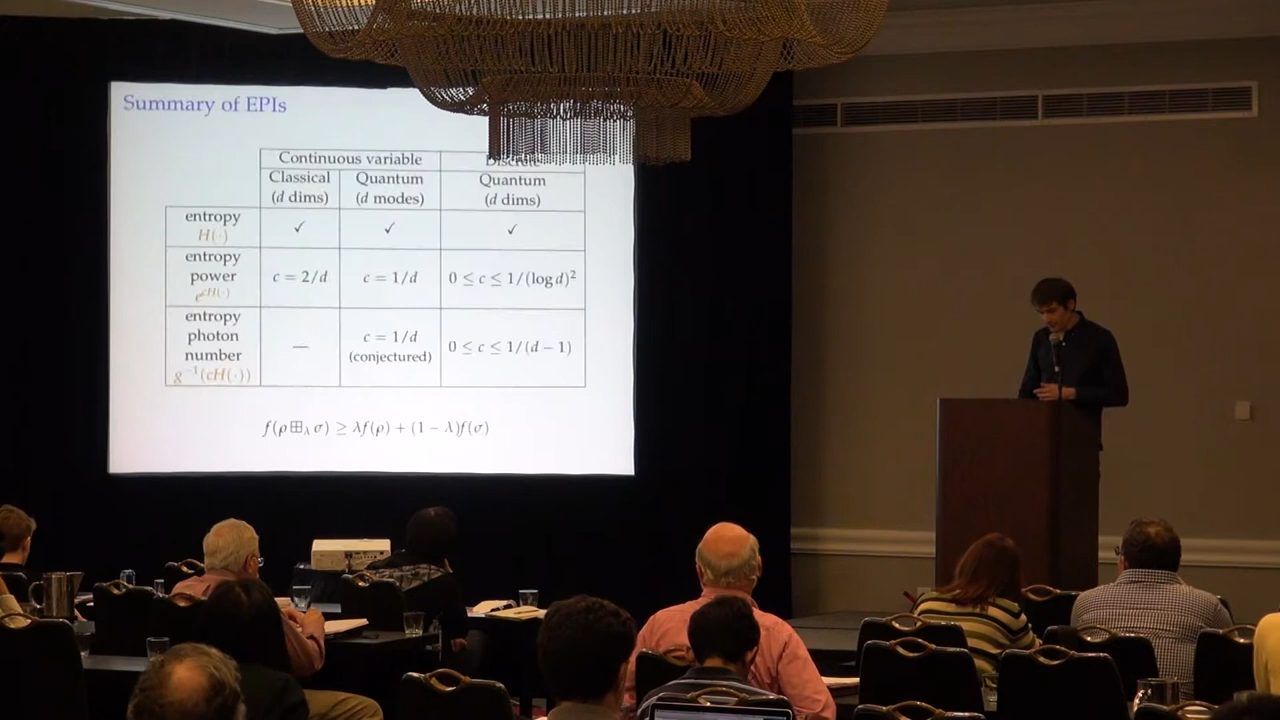 Summary of EPIs
Continuous variable Discrete
Classical Quantum Quantum
(d dims) (d modes) (d dims)
entropy
H(·) ✓ ✓ ✓
entropy
power c = 2/d c = 1/d 0 ≤ c ≤ 1/(log d)²
e^{cH(·)}
entropy
photon c = 1/d
number — (conjectured) 0 ≤ c ≤ 1/(d − 1)
g⁻¹(cH(·))
f(ρ ⊞_λ σ) ≥ λf(ρ) + (1 − λ)f(σ)